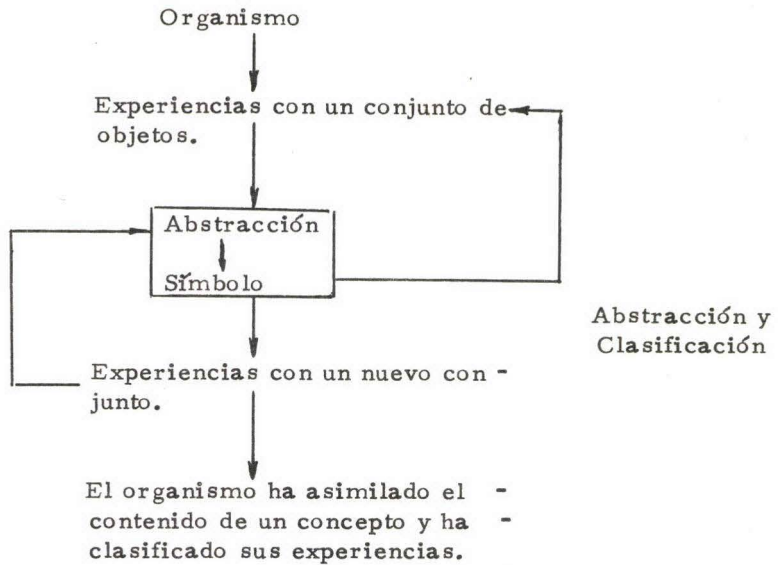 Organismo
Experiencias con un conjunto de
objetos.
Abstracción
Símbolo
Abstracción y
Clasificación
Experiencias con un nuevo con -
junto.
El organismo ha asimilado el -
contenido de un concepto y ha -
clasificado sus experiencias.